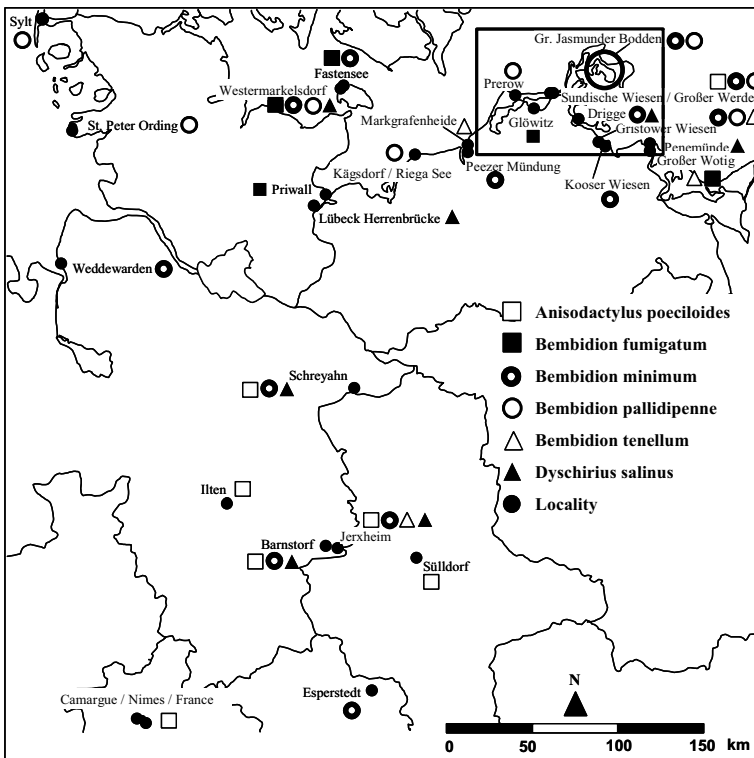 Sylt
Gr. Jasmunder Bodden
Fastensee
Westermarkelsdorf
Prerow
Sundische Wiesen / Großer Werder
St. Peter Ording
Markgrafenheide
Glöwitz
Drigge
Gristower Wiesen
Peenemünde
Großer Wotig
Kägsdorf / Riega See
Peezer Mündung
Kooser Wiesen
Priwall
Lübeck Herrenbrücke
Weddewarden
Anisodactylus poeciloides
Bembidion fumigatum
Bembidion minimum
Bembidion pallidipenne
Bembidion tenellum
Dyschirius salinus
Locality
Schreyahn
Ilten
Barnstorf
Jerxheim
Sülldorf
Camargue / Nimes / France
Esperstedt
N
0 50 100 150
km